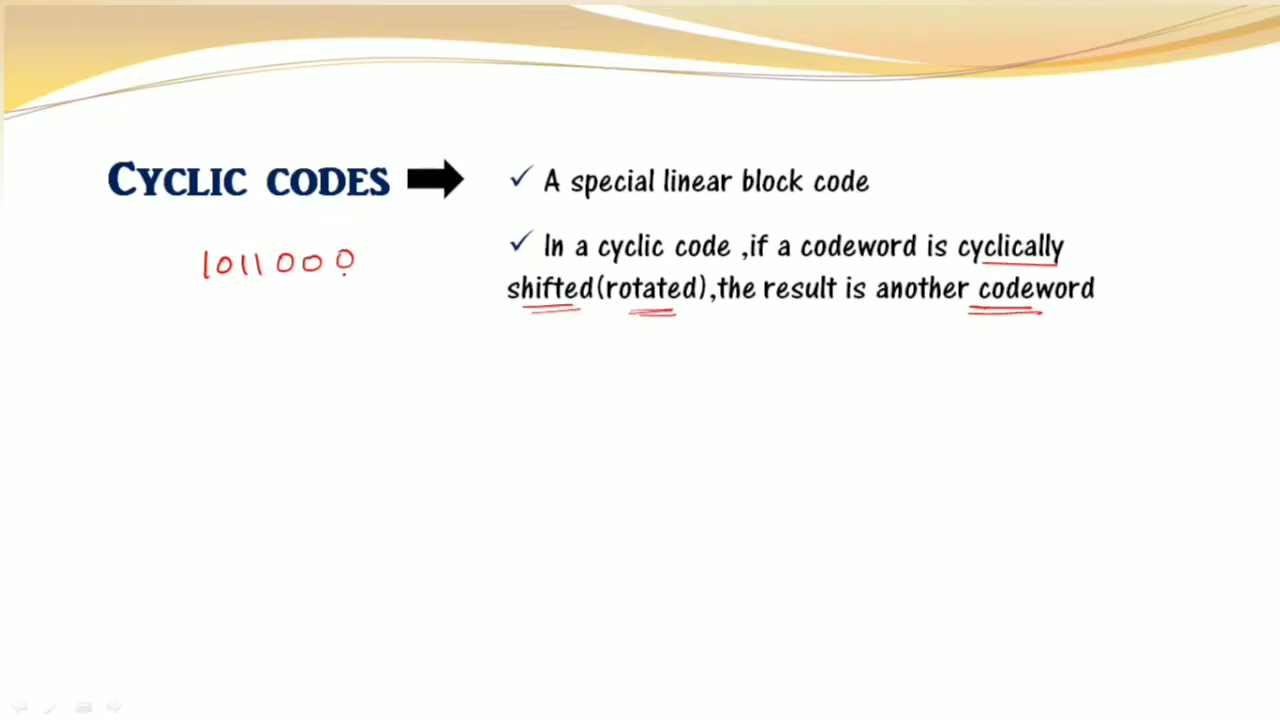 CYCLIC CODES
✓ A special linear block code
1011000
✓ In a cyclic code ,if a codeword is cyclically
shifted(rotated),the result is another codeword